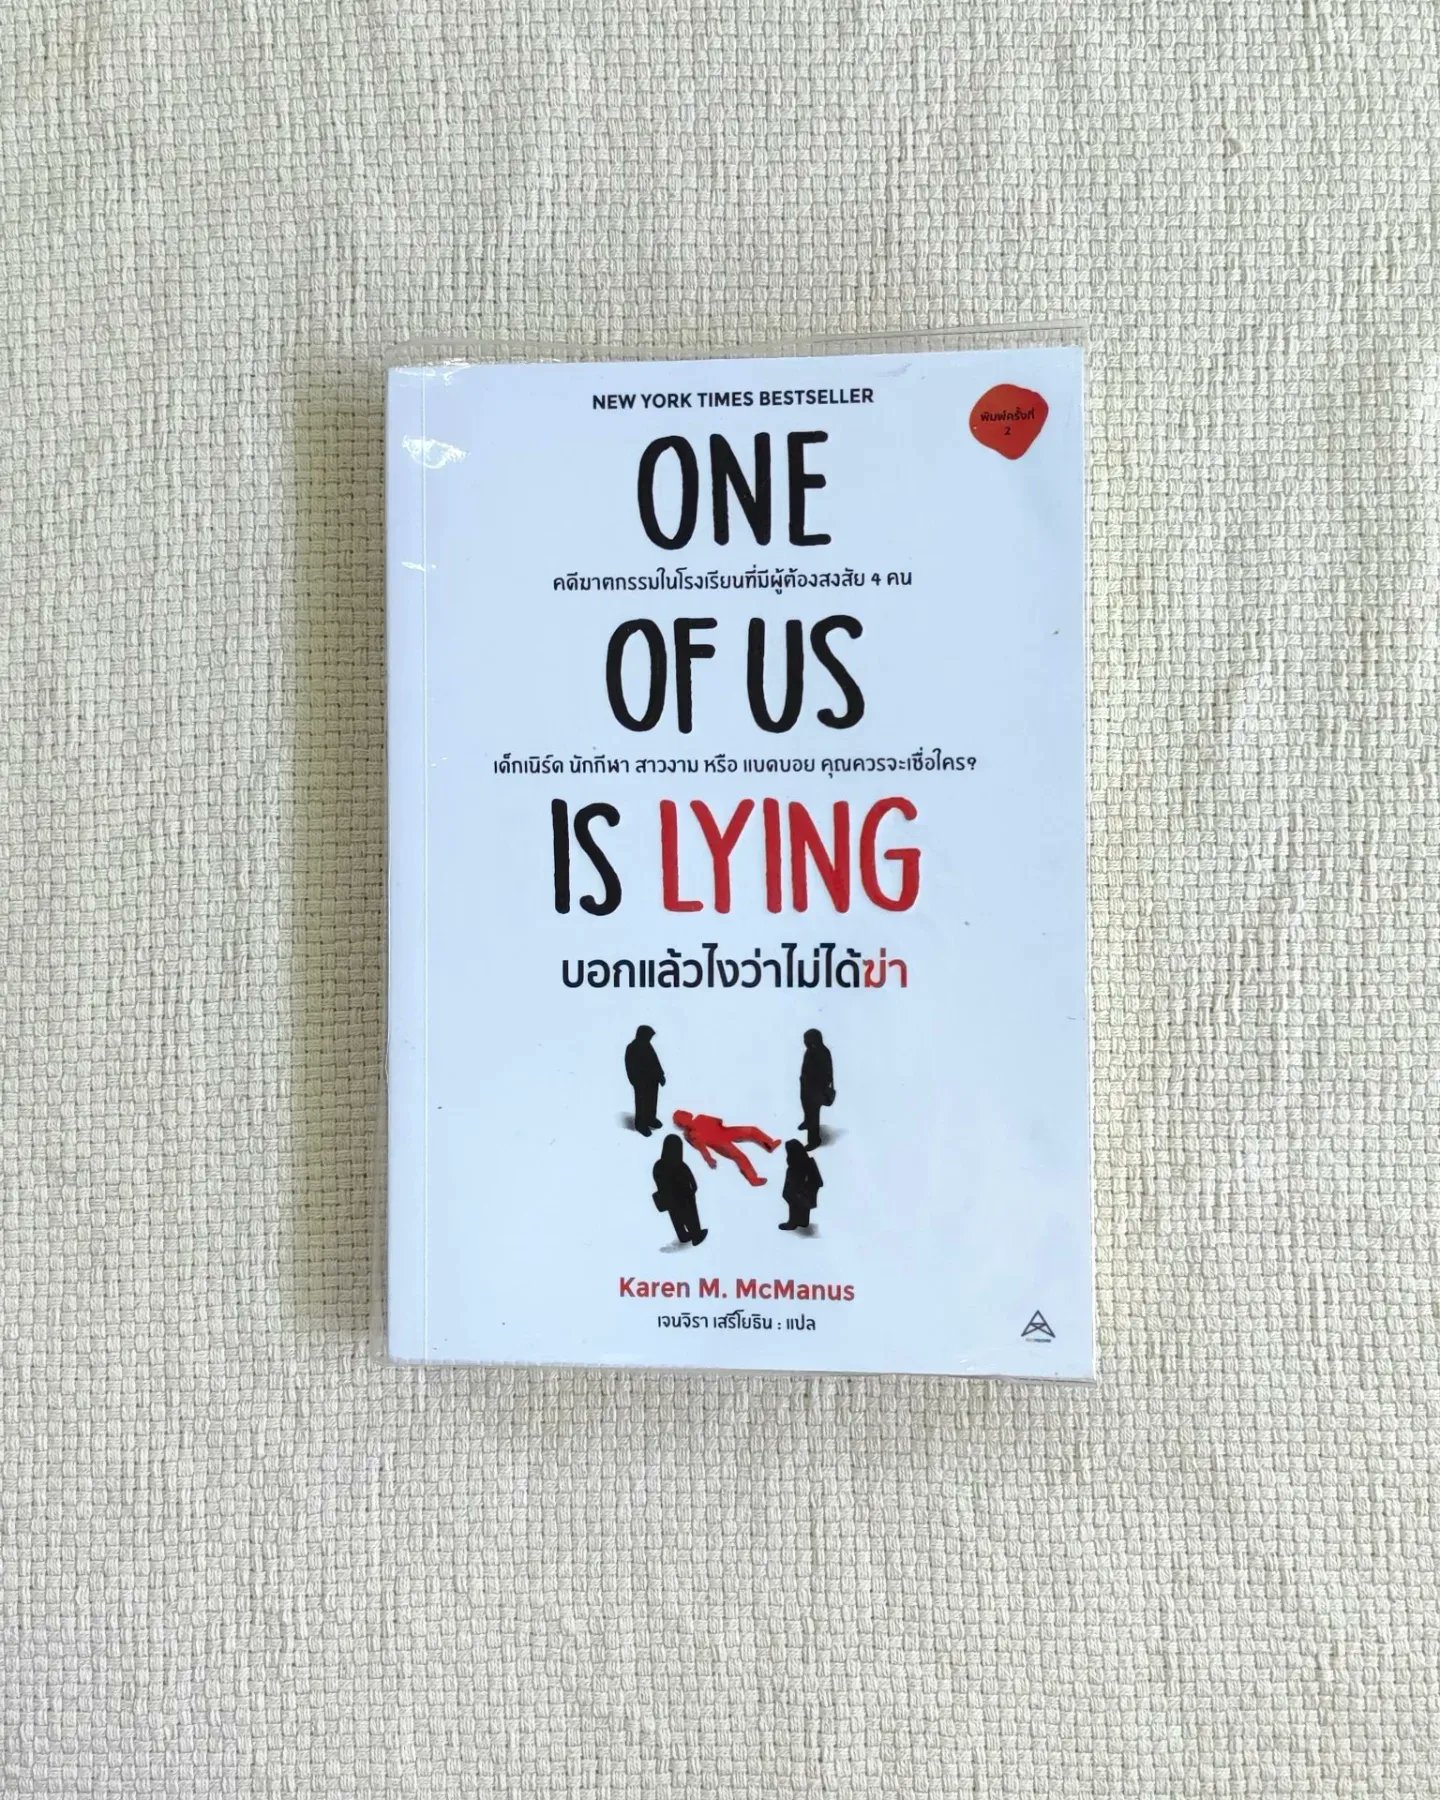 NEW YORK TIMES BESTSELLER
พิมพ์ครั้งที่
2
ONE
คดีฆาตกรรมในโรงเรียนที่มีผู้ต้องสงสัย 4 คน
OF US
เด็กเนิร์ด นักกีฬา สาวงาม หรือ แบดบอย คุณควรจะเชื่อใคร?
IS LYING
บอกแล้วไงว่าไม่ได้ฆ่า
Karen M. McManus
เจนจิรา เสรีโยธิน : แปล